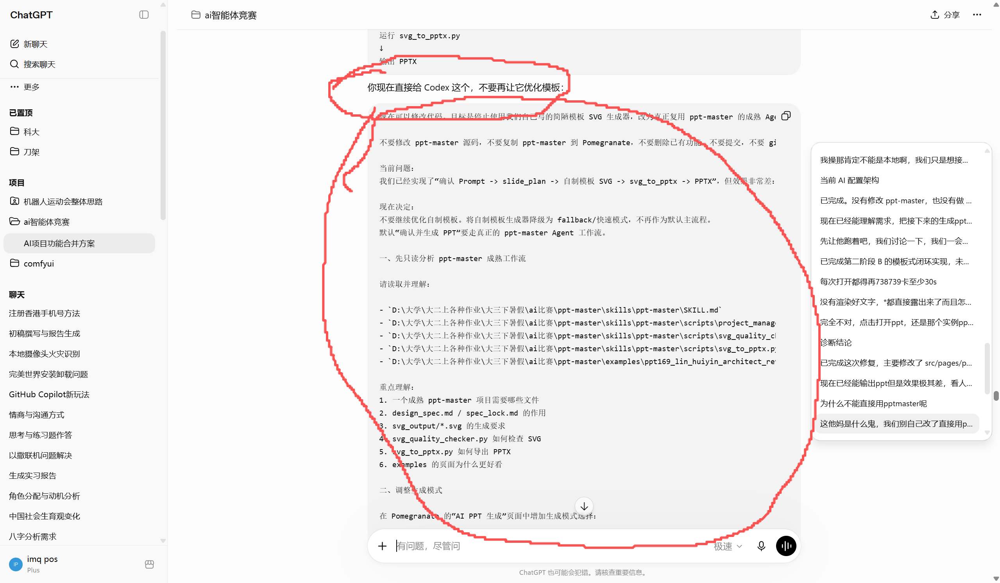 ChatGPT
新聊天
搜索聊天
更多
已置顶
科大
刀架
项目
机器人运动会整体思路
ai智能体竞赛
AI项目功能合并方案
comfyui
聊天
注册香港手机号方法
初稿撰写与报告生成
本地摄像头火灾识别
完美世界安装卸载问题
GitHub Copilot新玩法
情商与沟通方式
思考与练习题作答
以撒联机问题解决
生成实习报告
角色分配与动机分析
中国社会生育观变化
八字分析需求
IP
imq pos
Plus
ai智能体竞赛
分享
运行 svg_to_pptx.py
↓
输出 PPTX
你现在直接给 Codex 这个，不要再让它优化模板：
现在可以修改代码。目标是停止使用我们自己写的简陋模板 SVG 生成器，改为真正复用 ppt-master 的成熟 Age
不要修改 ppt-master 源码，不要复制 ppt-master 到 Pomegranate，不要删除已有功能，不要提交，不要 gi
当前问题：
我们已经实现了“确认 Prompt -> slide_plan -> 自制模板 SVG -> svg_to_pptx -> PPTX”，但效果非常差：
现在决定：
不要继续优化自制模板。将自制模板生成器降级为 fallback/快速模式，不再作为默认主流程。
默认“确认并生成 PPT”要走真正的 ppt-master Agent 工作流。
一、先只读分析 ppt-master 成熟工作流
请读取并理解：
- `D:\大学\大二上各种作业\大三下暑假\ai比赛\ppt-master\skills\ppt-master\SKILL.md`
- `D:\大学\大二上各种作业\大三下暑假\ai比赛\ppt-master\skills\ppt-master\scripts\project_manage
- `D:\大学\大二上各种作业\大三下暑假\ai比赛\ppt-master\skills\ppt-master\scripts\svg_quality_ch
- `D:\大学\大二上各种作业\大三下暑假\ai比赛\ppt-master\skills\ppt-master\scripts\svg_to_pptx.py
- `D:\大学\大二上各种作业\大三下暑假\ai比赛\ppt-master\examples\ppt169_lin_huiyin_architect_rev
重点理解：
1. 一个成熟 ppt-master 项目需要哪些文件
2. design_spec.md / spec_lock.md 的作用
3. svg_output/*.svg 的生成要求
4. svg_quality_checker.py 如何检查 SVG
5. svg_to_pptx.py 如何导出 PPTX
6. examples 的页面为什么更好看
二、调整生成模式
在 Pomegranate 的“AI PPT 生成”页面中增加生成模式选择：
有问题，尽管问
极速
ChatGPT 也可能会犯错。请核查重要信息。
我操那肯定不能是本地啊，我们只是想接...
当前 AI 配置架构
已完成。没有修改 ppt-master，也没有做 ...
现在已经能理解需求，把接下来的生成ppt...
先让他跑着吧，我们讨论一下，我们一会...
已完成第二阶段 B 的模板式闭环实现，未...
每次打开都得再738739卡至少30s
没有渲染好文字，*都直接露出来了而且怎...
完全不对，点击打开ppt，还是那个实例pp...
诊断结论
已完成这次修复，主要修改了 src/pages/p...
现在已经能输出ppt但是效果极其差，看人...
为什么不能直接用pptmaster呢
这他妈是什么鬼，我们别自己改了直接用p...